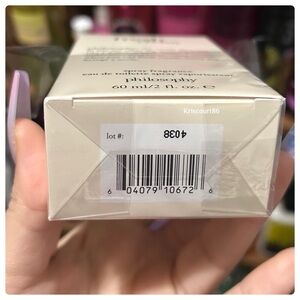 spray fragrance
eau de toilette spray vaporisateur
philosophy
60 ml/2 fl. oz. e
Kriscouri86
lot #:
4038
6 04079 10672 6